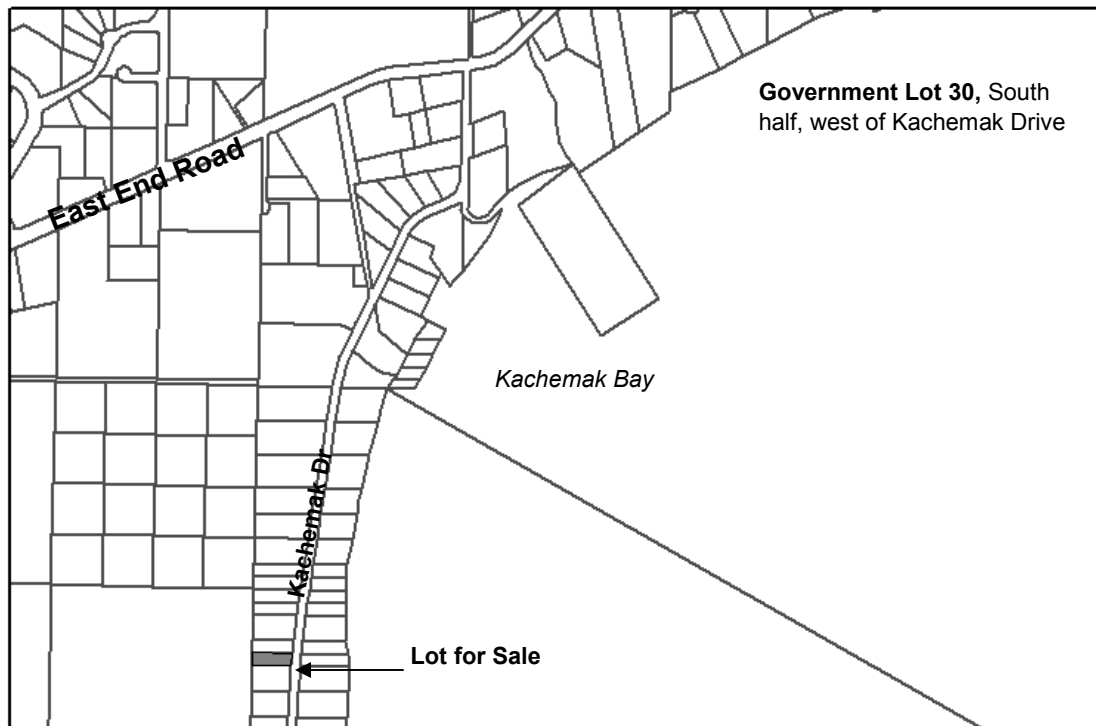 Government Lot 30, South
half, west of Kachemak Drive
East End Road
Kachemak Bay
Kachemak Dr
Lot for Sale